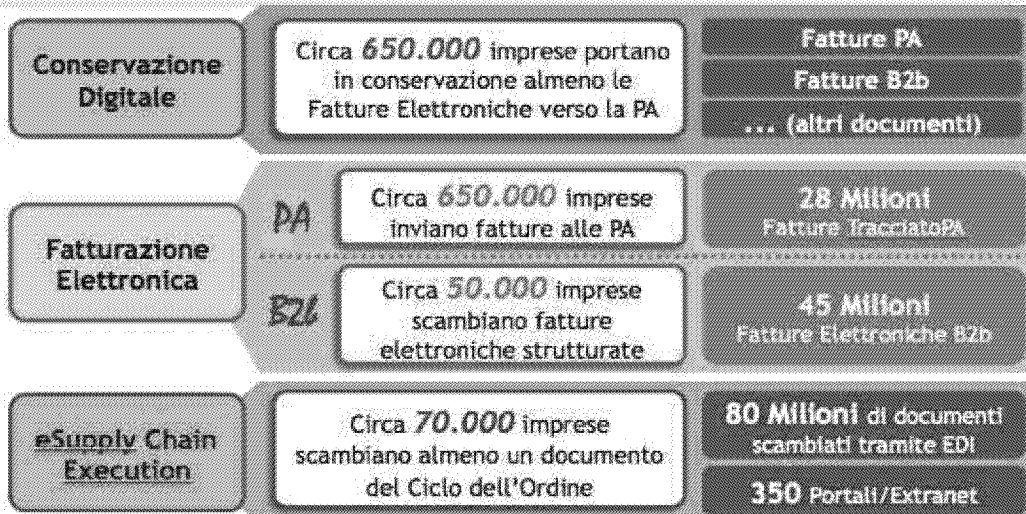 Conservazione
Digitale
Circa 650.000 imprese portano
in conservazione almeno le
Fatture Elettroniche verso la PA
Fatture PA
Fatture B2b
... (altri documenti)
Fatturazione
Elettronica
PA
Circa 650.000 imprese
inviano fatture alle PA
28 Milioni
Fatture TracciatoPA
B2b
Circa 50.000 imprese
scambiano fatture
elettroniche strutturate
45 Milioni
Fatture Elettroniche B2b
eSupply Chain
Execution
Circa 70.000 imprese
scambiano almeno un documento
del Ciclo dell'Ordine
80 Milioni di documenti
scambiati tramite EDI
350 Portali/Extranet